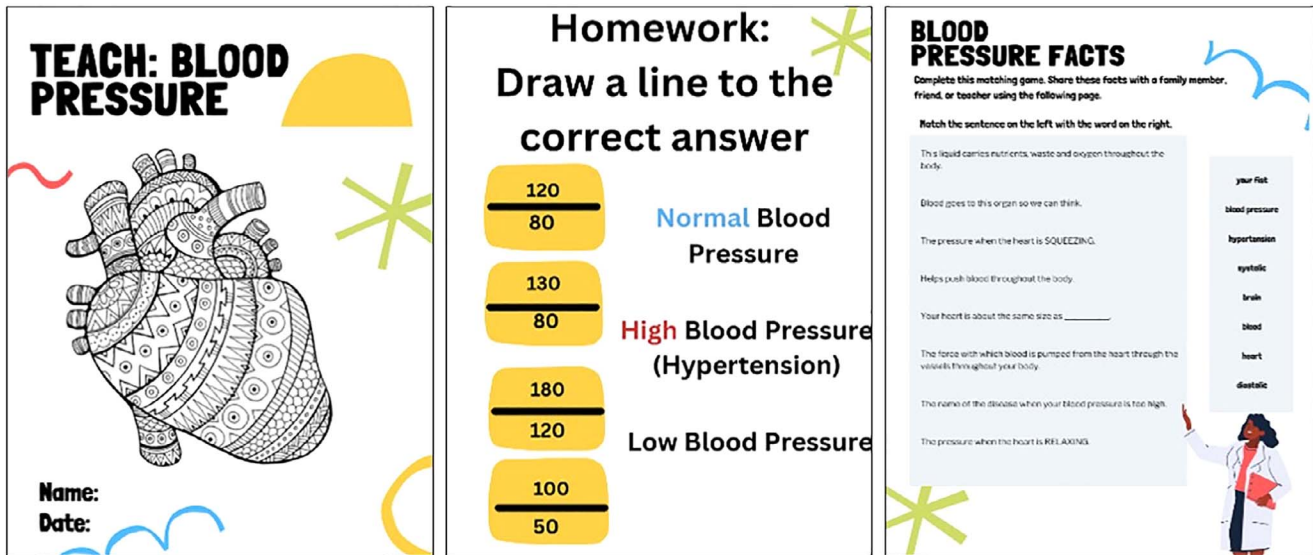 TEACH: BLOOD
PRESSURE
Name:
Date:
Homework:
Draw a line to the
correct answer
120
80
130
80
180
120
100
50
Normal Blood
Pressure
High Blood Pressure
(Hypertension)
Low Blood Pressure
BLOOD
PRESSURE FACTS
Complete this matching game. Share these facts with a family member,
friend, or teacher using the following page.
Match the sentence on the left with the word on the right.
This liquid carries nutrients, waste and oxygen throughout the
body.
Blood goes to this organ so we can think.
The pressure when the heart is SQUEEZING.
Helps push blood throughout the body.
Your heart is about the same size as __________.
The force with which blood is pumped from the heart through the
vessels throughout your body.
The name of the disease when your blood pressure is too high.
The pressure when the heart is RELAXING.
your fist
blood pressure
hypertension
systolic
brain
blood
heart
diastolic